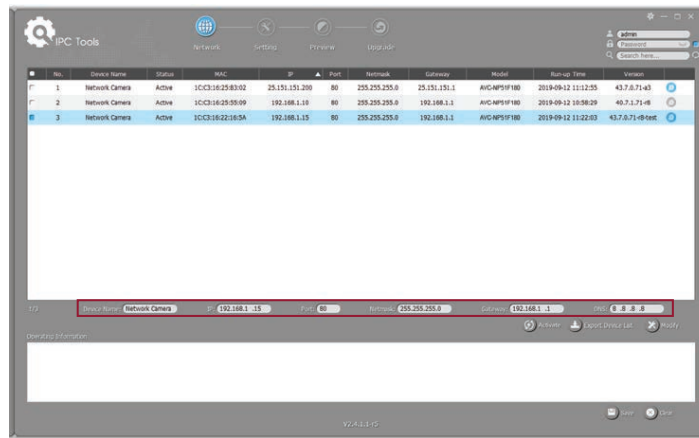 IPC Tools
Network Setting Preview Upgrade
admin
Password
Search here...
No. Device Name Status MAC IP Port Netmask Gateway Model Run-up Time Version
1 Network Camera Active 1C:C3:16:25:83:02 25.151.151.200 80 255.255.255.0 25.151.151.1 AVC-NP51F180 2019-09-12 11:12:55 43.7.0.71-a3
2 Network Camera Active 1C:C3:16:25:55:09 192.168.1.10 80 255.255.255.0 192.168.1.1 AVC-NP51F180 2019-09-12 10:58:29 40.7.1.71-r8
3 Network Camera Active 1C:C3:16:22:16:5A 192.168.1.15 80 255.255.255.0 192.168.1.1 AVC-NP51F180 2019-09-12 11:22:03 43.7.0.71-r8-test
1/3 Device Name: Network Camera IP: 192.168.1 .15 Port: 80 Netmask: 255.255.255.0 Gateway: 192.168.1 .1 DNS: 8 .8 .8 .8
Activate Export Device List Modify
Operating Information
Save Clear
V2.4.1.1-r5